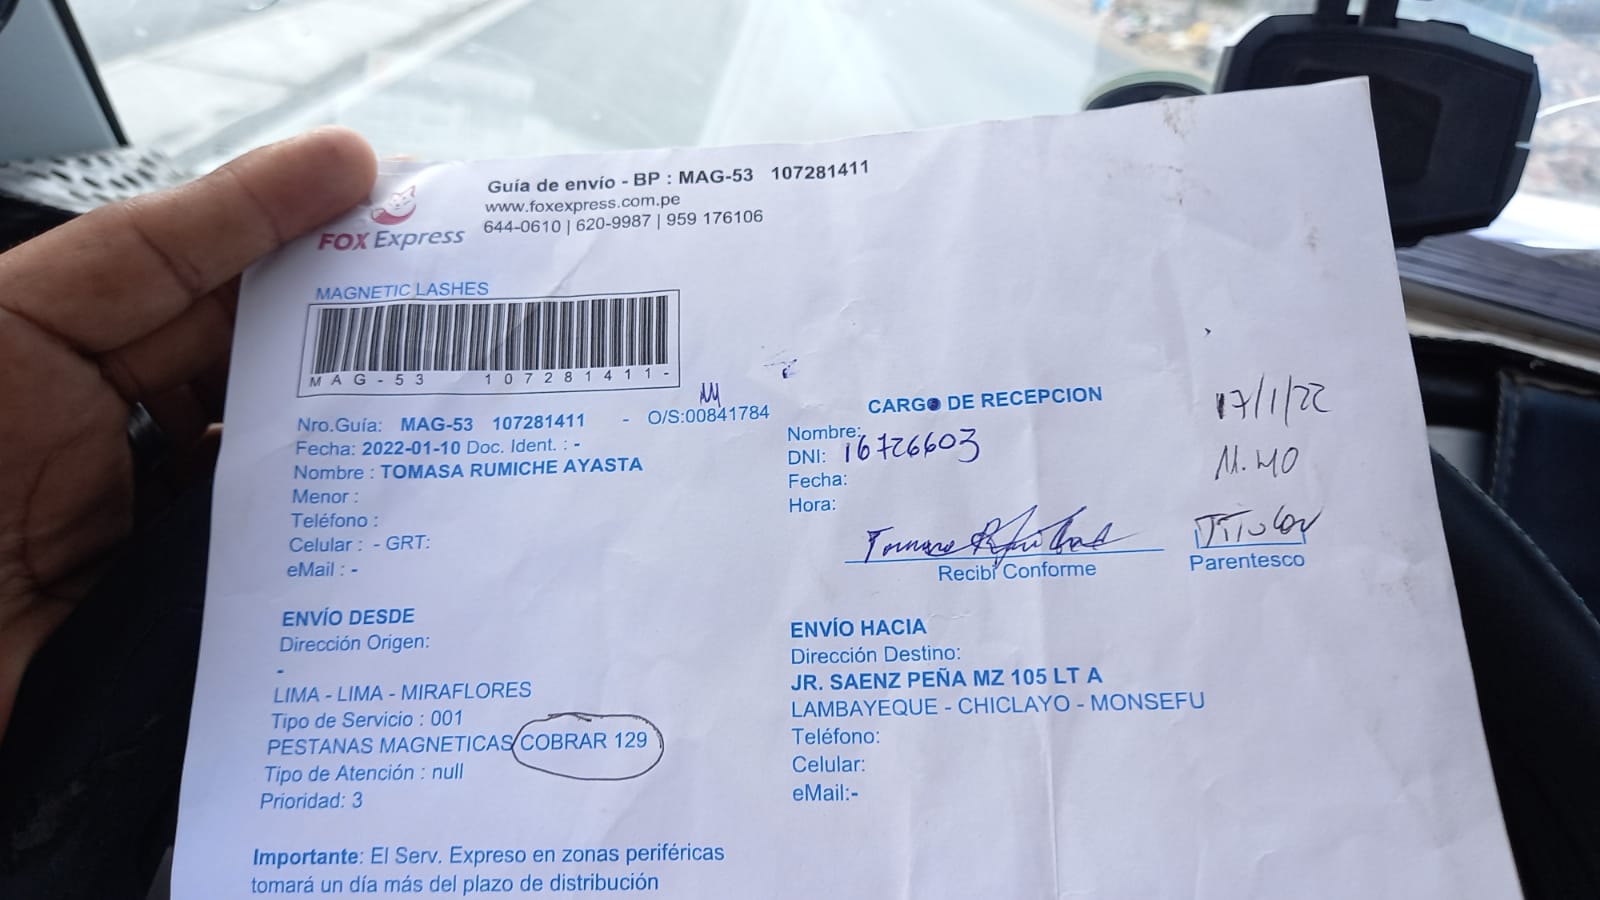 Guía de envío - BP : MAG-53 107281411
www.foxexpress.com.pe
644-0610 | 620-9987 | 959 176106
FOX Express
MAGNETIC LASHES
MAG-53 107281411-
Nro.Guía: MAG-53 107281411 - O/S:00841784
Fecha: 2022-01-10 Doc. Ident. : -
Nombre : TOMASA RUMICHE AYASTA
Menor :
Teléfono :
Celular : - GRT:
eMail : -
CARGO DE RECEPCION
17/1/22
Nombre:
DNI: 16726603
Fecha:
Hora:
11:40
Titular
Recibí Conforme
Parentesco
ENVÍO DESDE
Dirección Origen:
-
LIMA - LIMA - MIRAFLORES
Tipo de Servicio : 001
PESTANAS MAGNETICAS COBRAR 129
Tipo de Atención : null
Prioridad: 3
ENVÍO HACIA
Dirección Destino:
JR. SAENZ PEÑA MZ 105 LT A
LAMBAYEQUE - CHICLAYO - MONSEFU
Teléfono:
Celular:
eMail:-
Importante: El Serv. Expreso en zonas periféricas
tomará un día más del plazo de distribución